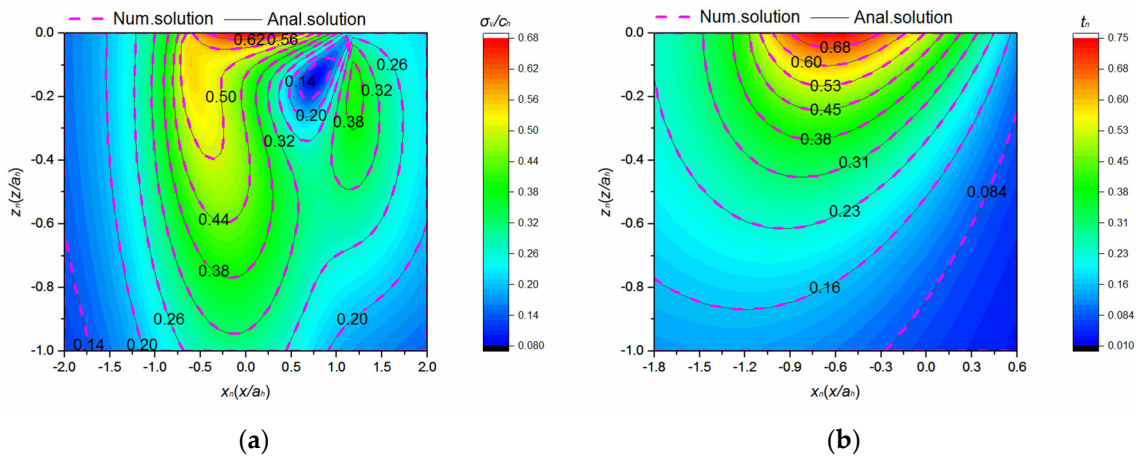 Num.solution Anal.solution σv/ch
0.0 0.62 0.56 0.68
0.26 0.62
-0.2 0.14 0.32 0.56
0.50 0.20 0.38 0.50
-0.4 0.32 0.44
0.38
-0.6 0.44 0.32
0.38 0.26
-0.8 0.26 0.20 0.20
0.14 0.20 0.14
-1.0 0.080
-2.0 -1.5 -1.0 -0.5 0.0 0.5 1.0 1.5 2.0
zn(z/ah)
xn(x/ah)
(a)
Num.solution Anal.solution tn
0.0 0.68 0.75
0.60 0.68
-0.2 0.53 0.60
0.45 0.53
0.38 0.45
-0.4 0.31 0.38
0.084 0.31
-0.6 0.23 0.23
-0.8 0.16 0.16
0.084
-1.0 0.010
-1.8 -1.5 -1.2 -0.9 -0.6 -0.3 0.0 0.3 0.6
zn(z/ah)
xn(x/ah)
(b)